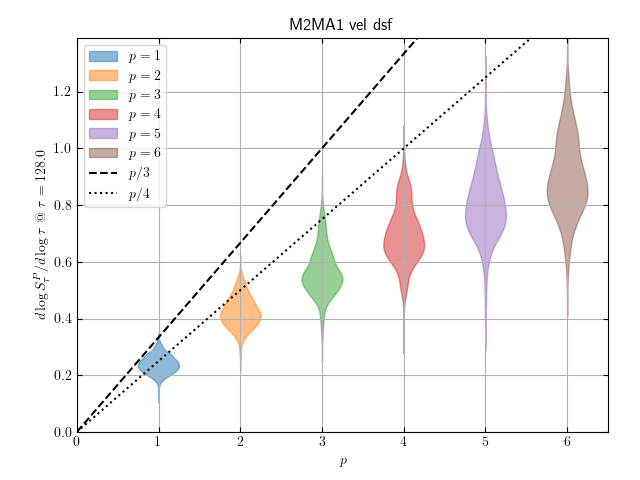 M2MA1 vel dsf
p = 1
p = 2
p = 3
p = 4
p = 5
p = 6
p/3
p/4
d log S_τ^P / d log τ @ τ = 128.0
1.2
1.0
0.8
0.6
0.4
0.2
0.0
0 1 2 3 4 5 6
p